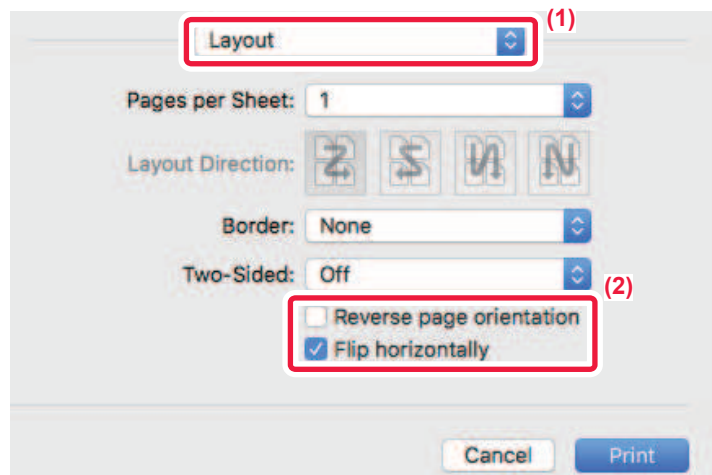 (1)
Layout
Pages per Sheet: 1
Layout Direction:
Border: None
Two-Sided: Off
(2)
Reverse page orientation
Flip horizontally
Cancel Print